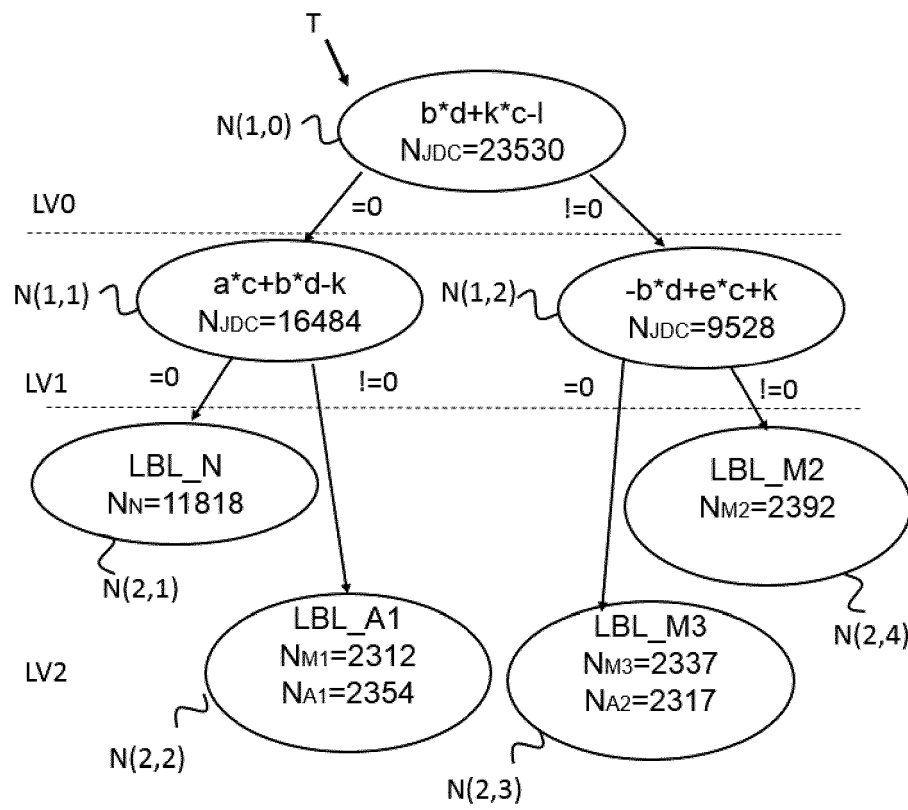 T
b*d+k*c-l
NJDC=23530
N(1,0)
LV0
=0
!=0
a*c+b*d-k
NJDC=16484
N(1,1)
-b*d+e*c+k
NJDC=9528
N(1,2)
LV1
=0
!=0
=0
!=0
LBL_N
NN=11818
N(2,1)
LBL_M2
NM2=2392
N(2,4)
LV2
LBL_A1
NM1=2312
NA1=2354
N(2,2)
LBL_M3
NM3=2337
NA2=2317
N(2,3)